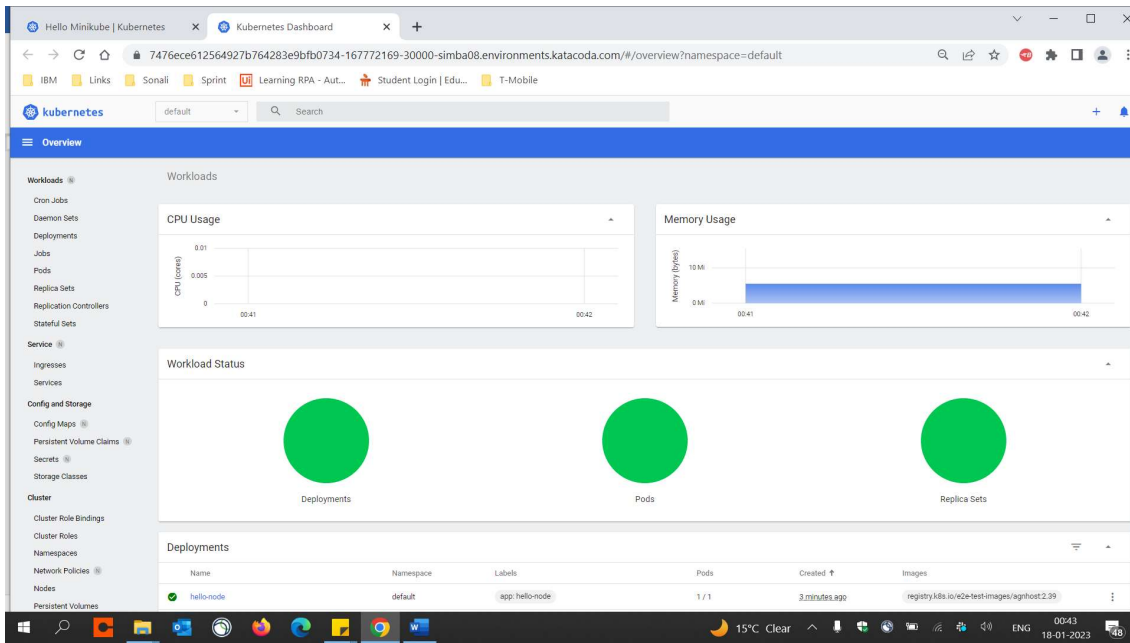 Hello Minikube | Kubernetes
Kubernetes Dashboard
7476ece612564927b764283e9bfb0734-167772169-30000-simba08.environments.katacoda.com/#/overview?namespace=default
IBM Links Sonali Sprint Ui Learning RPA - Aut... Student Login | Edu... T-Mobile
kubernetes default Search
Overview
Workloads N
Cron Jobs
Daemon Sets
Deployments
Jobs
Pods
Replica Sets
Replication Controllers
Stateful Sets
Service N
Ingresses
Services
Config and Storage
Config Maps N
Persistent Volume Claims N
Secrets N
Storage Classes
Cluster
Cluster Role Bindings
Cluster Roles
Namespaces
Network Policies N
Nodes
Persistent Volumes
Workloads
CPU Usage
CPU (cores)
0.01
0.005
0
00:41 00:42
Memory Usage
Memory (bytes)
10 Mi
0 Mi
00:41 00:42
Workload Status
Deployments Pods Replica Sets
Deployments
Name Namespace Labels Pods Created Images
hello-node default app: hello-node 1 / 1 3 minutes ago registry.k8s.io/e2e-test-images/agnhost:2.39
15°C Clear ENG 00:43
18-01-2023
48